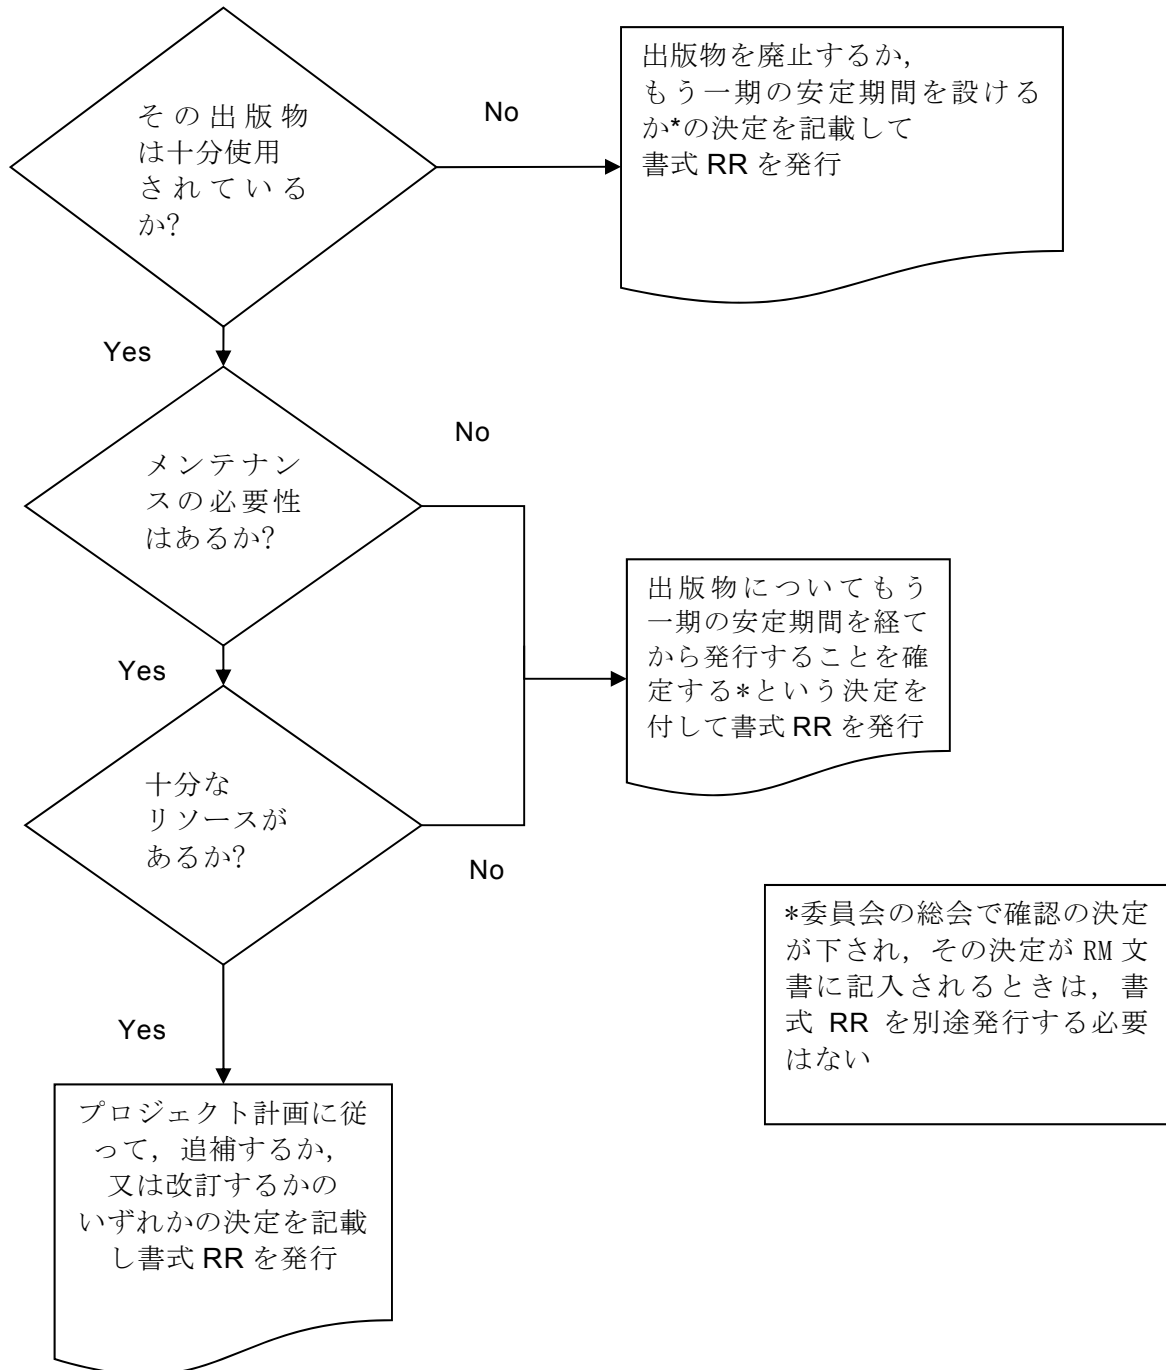 その出版物
は十分使用
されている
か?
No
出版物を廃止するか，
もう一期の安定期間を設ける
か*の決定を記載して
書式 RR を発行
Yes
メンテナン
スの必要性
はあるか?
No
出版物についてもう
一期の安定期間を経て
から発行することを確
定する*という決定を
付して書式 RR を発行
Yes
十分な
リソースが
あるか?
No
*委員会の総会で確認の決定
が下され，その決定が RM 文
書に記入されるときは，書
式 RR を別途発行する必要
はない
Yes
プロジェクト計画に従
って，追補するか，
又は改訂するかの
いずれかの決定を記載
し書式 RR を発行